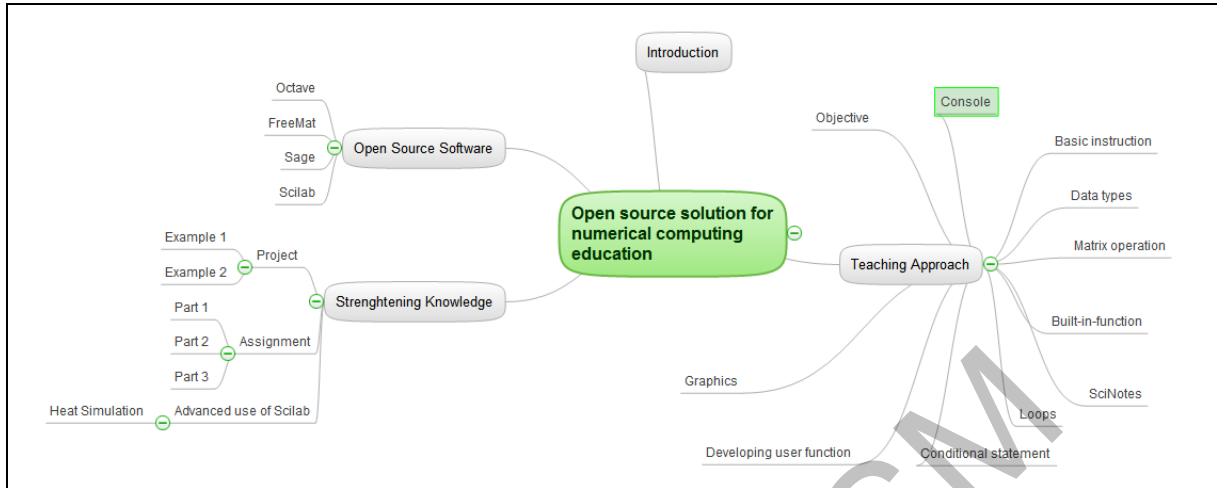 Introduction
Octave
FreeMat
Sage
Scilab
Open Source Software
Open source solution for
numerical computing
education
Example 1
Example 2
Project
Part 1
Part 2
Part 3
Assignment
Heat Simulation
Advanced use of Scilab
Strenghtening Knowledge
Objective
Console
Basic instruction
Data types
Matrix operation
Teaching Approach
Built-in-function
SciNotes
Loops
Conditional statement
Developing user function
Graphics
CM